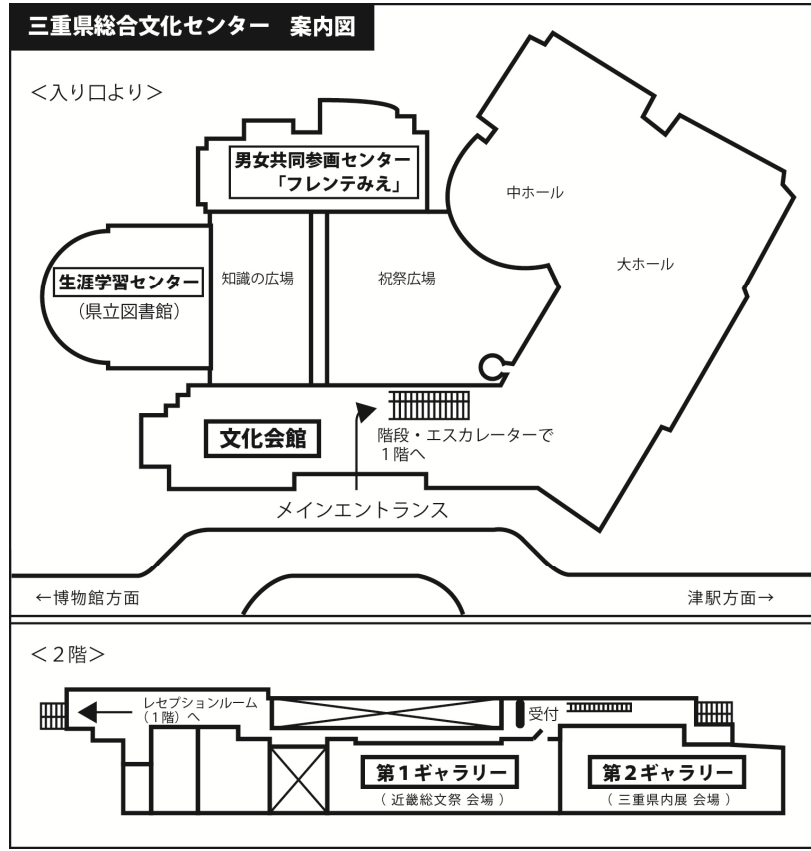 三重県総合文化センター　案内図
＜入り口より＞
男女共同参画センター
「フレンテみえ」
中ホール
大ホール
生涯学習センター
（県立図書館）
知識の広場
祝祭広場
文化会館
階段・エスカレーターで
１階へ
メインエントランス
←博物館方面
津駅方面→
＜２階＞
レセプションルーム
（１階）へ
受付
第１ギャラリー
（ 近畿総文祭 会場 ）
第２ギャラリー
（ 三重県内展 会場 ）